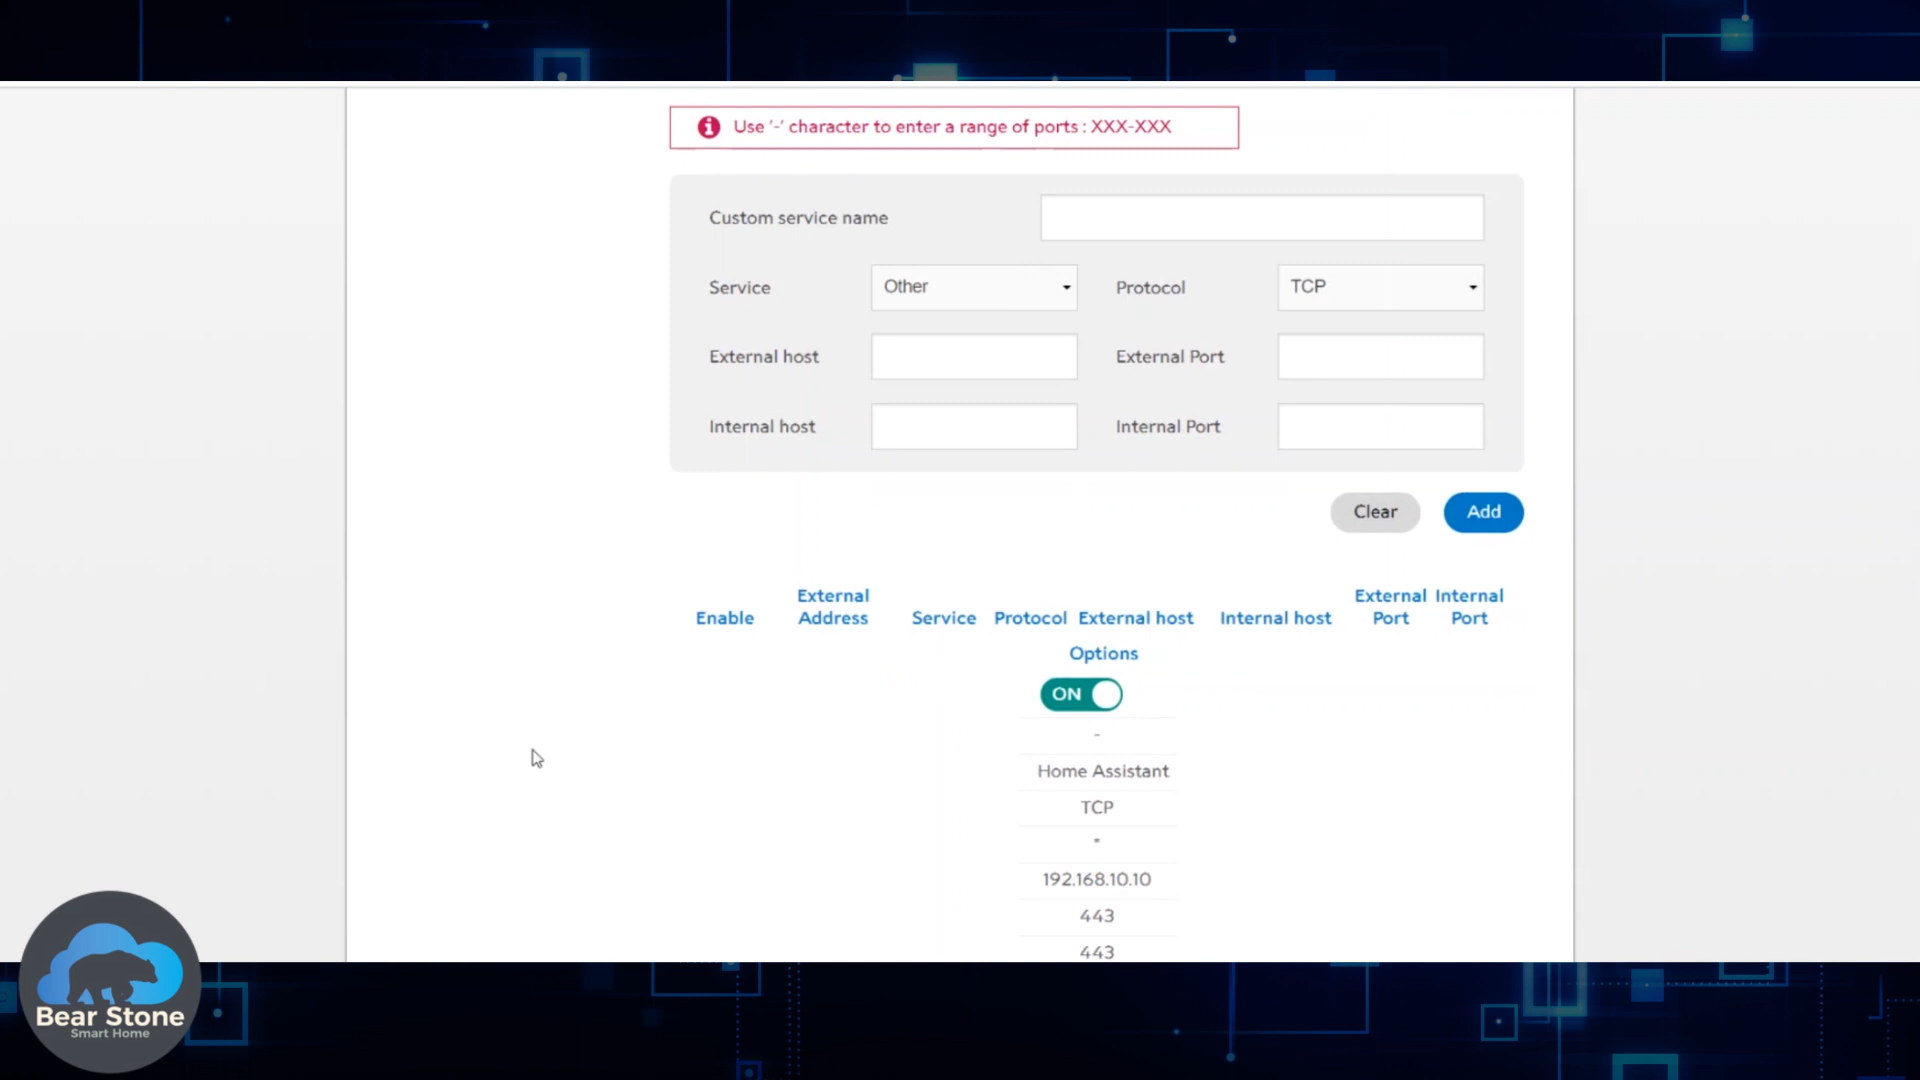 Use '-' character to enter a range of ports : XXX-XXX
Custom service name
Service Other Protocol TCP
External host External Port
Internal host Internal Port
Clear Add
Enable External Address Service Protocol External host Internal host External Port Internal Port
Options
ON
-
Home Assistant
TCP
*
192.168.10.10
443
443
Bear Stone
Smart Home